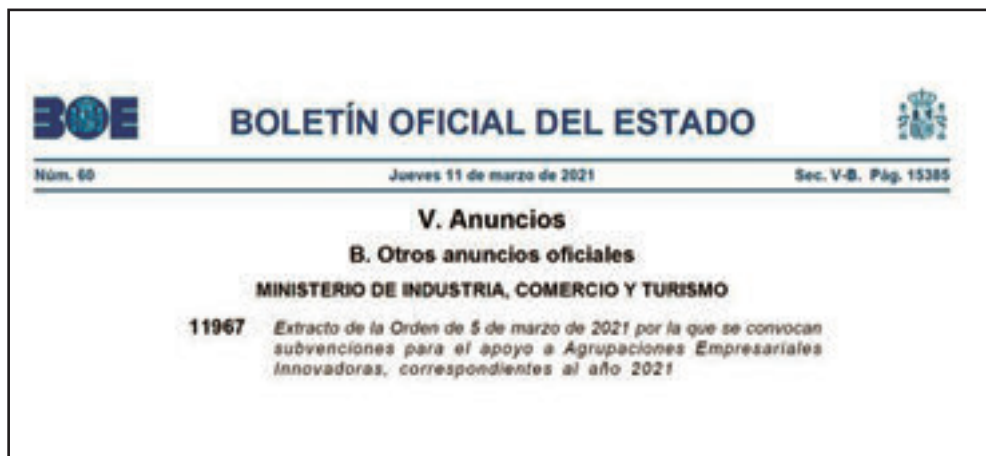 BOE
BOLETÍN OFICIAL DEL ESTADO
Núm. 60 Jueves 11 de marzo de 2021 Sec. V-B. Pág. 15385
V. Anuncios
B. Otros anuncios oficiales
MINISTERIO DE INDUSTRIA, COMERCIO Y TURISMO
11967 Extracto de la Orden de 5 de marzo de 2021 por la que se convocan
subvenciones para el apoyo a Agrupaciones Empresariales
Innovadoras, correspondientes al año 2021